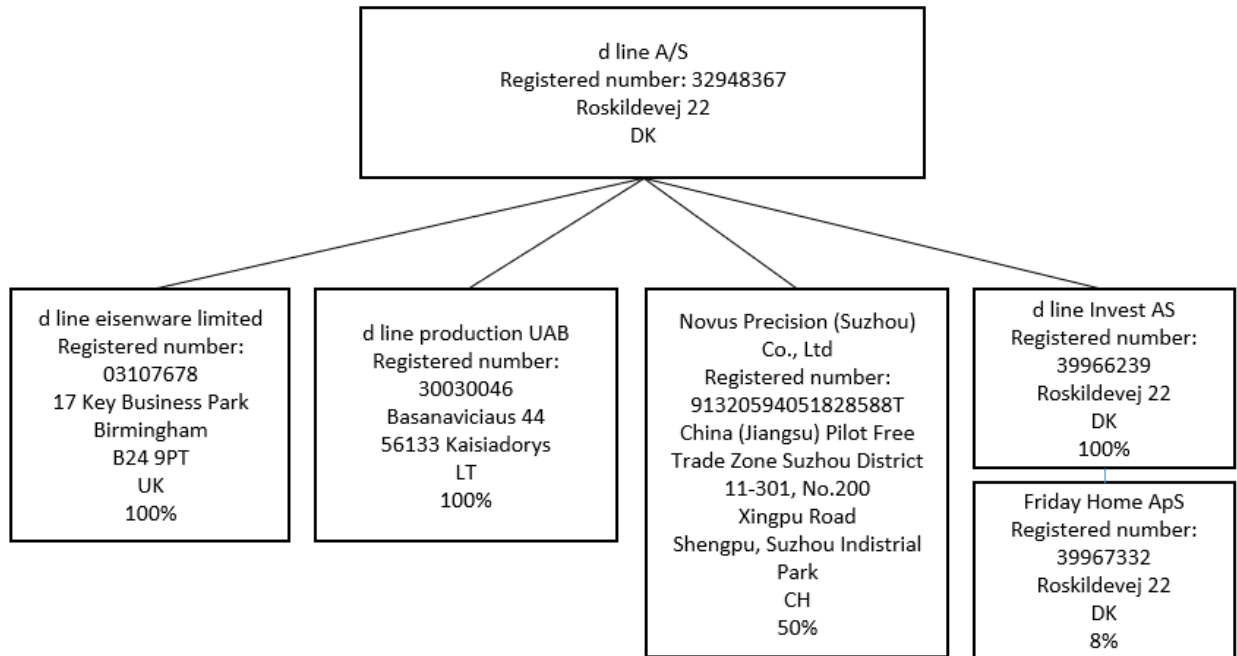 d line A/S
Registered number: 32948367
Roskildevej 22
DK
d line eisenware limited
Registered number:
03107678
17 Key Business Park
Birmingham
B24 9PT
UK
100%
d line production UAB
Registered number:
30030046
Basanaviciaus 44
56133 Kaisiadorys
LT
100%
Novus Precision (Suzhou)
Co., Ltd
Registered number:
91320594051828588T
China (Jiangsu) Pilot Free
Trade Zone Suzhou District
11-301, No.200
Xingpu Road
Shengpu, Suzhou Indistrial
Park
CH
50%
d line Invest AS
Registered number:
39966239
Roskildevej 22
DK
100%
Friday Home ApS
Registered number:
39967332
Roskildevej 22
DK
8%